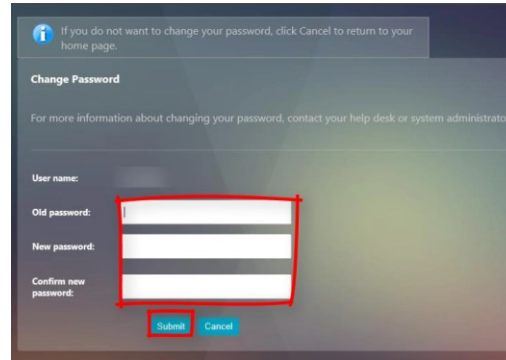 If you do not want to change your password, click Cancel to return to your
home page.
Change Password
For more information about changing your password, contact your help desk or system administrato
User name:
Old password:
New password:
Confirm new
password:
Submit Cancel